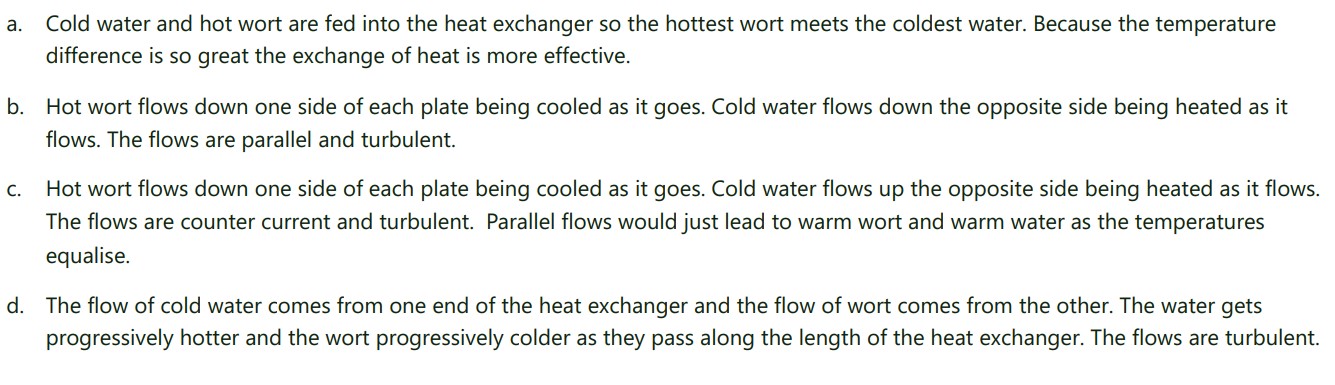 a. Cold water and hot wort are fed into the heat exchanger so the hottest wort meets the coldest water. Because the temperature
difference is so great the exchange of heat is more effective.
b. Hot wort flows down one side of each plate being cooled as it goes. Cold water flows down the opposite side being heated as it
flows. The flows are parallel and turbulent.
c. Hot wort flows down one side of each plate being cooled as it goes. Cold water flows up the opposite side being heated as it flows.
The flows are counter current and turbulent.  Parallel flows would just lead to warm wort and warm water as the temperatures
equalise.
d. The flow of cold water comes from one end of the heat exchanger and the flow of wort comes from the other. The water gets
progressively hotter and the wort progressively colder as they pass along the length of the heat exchanger. The flows are turbulent.